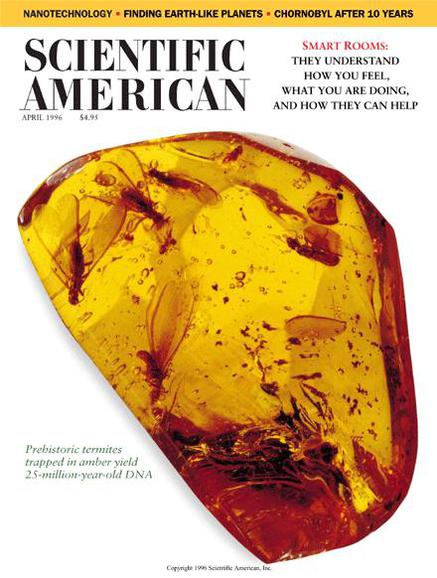 NANOTECHNOLOGY • FINDING EARTH-LIKE PLANETS • CHORNOBYL AFTER 10 YEARS
SCIENTIFIC
AMERICAN
APRIL 1996 $4.95
SMART ROOMS:
THEY UNDERSTAND
HOW YOU FEEL,
WHAT YOU ARE DOING,
AND HOW THEY CAN HELP
Prehistoric termites
trapped in amber yield
25-million-year-old DNA
Copyright 1996 Scientific American, Inc.